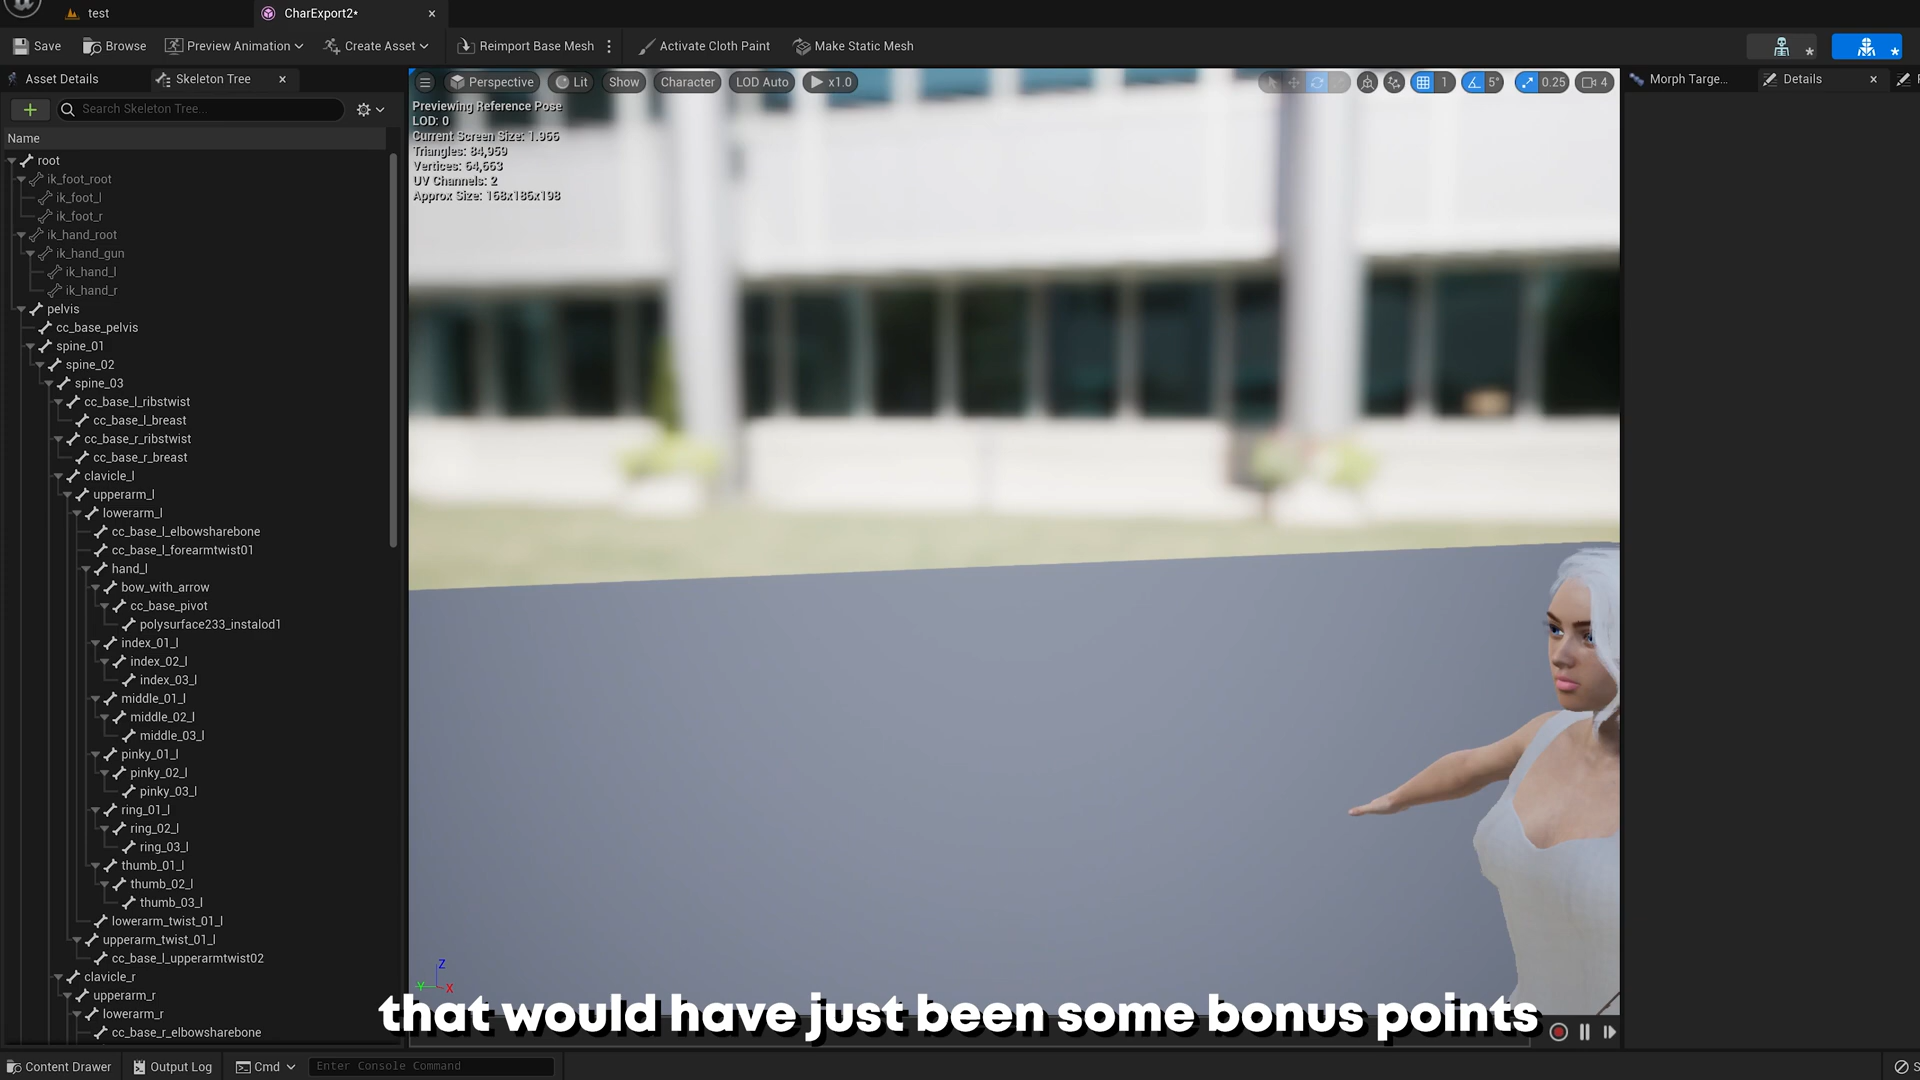 test
CharExport2*
Save
Browse
Preview Animation
Create Asset
Reimport Base Mesh
Activate Cloth Paint
Make Static Mesh
Asset Details
Skeleton Tree
Search Skeleton Tree...
Name
root
ik_foot_root
ik_foot_l
ik_foot_r
ik_hand_root
ik_hand_gun
ik_hand_l
ik_hand_r
pelvis
cc_base_pelvis
spine_01
spine_02
spine_03
cc_base_l_ribstwist
cc_base_l_breast
cc_base_r_ribstwist
cc_base_r_breast
clavicle_l
upperarm_l
lowerarm_l
cc_base_l_elbowsharebone
cc_base_l_forearmtwist01
hand_l
bow_with_arrow
cc_base_pivot
polysurface233_instalod1
index_01_l
index_02_l
index_03_l
middle_01_l
middle_02_l
middle_03_l
pinky_01_l
pinky_02_l
pinky_03_l
ring_01_l
ring_02_l
ring_03_l
thumb_01_l
thumb_02_l
thumb_03_l
lowerarm_twist_01_l
upperarm_twist_01_l
cc_base_l_upperarmtwist02
clavicle_r
upperarm_r
lowerarm_r
cc_base_r_elbowsharebone
Perspective
Lit
Show
Character
LOD Auto
x1.0
1
5°
0.25
4
Previewing Reference Pose
LOD: 0
Current Screen Size: 1.966
Triangles: 84,959
Vertices: 64,663
UV Channels: 2
Approx Size: 168x186x198
Z
Y
X
Morph Targe...
Details
that would have just been some bonus points
Content Drawer
Output Log
Cmd
Enter Console Command